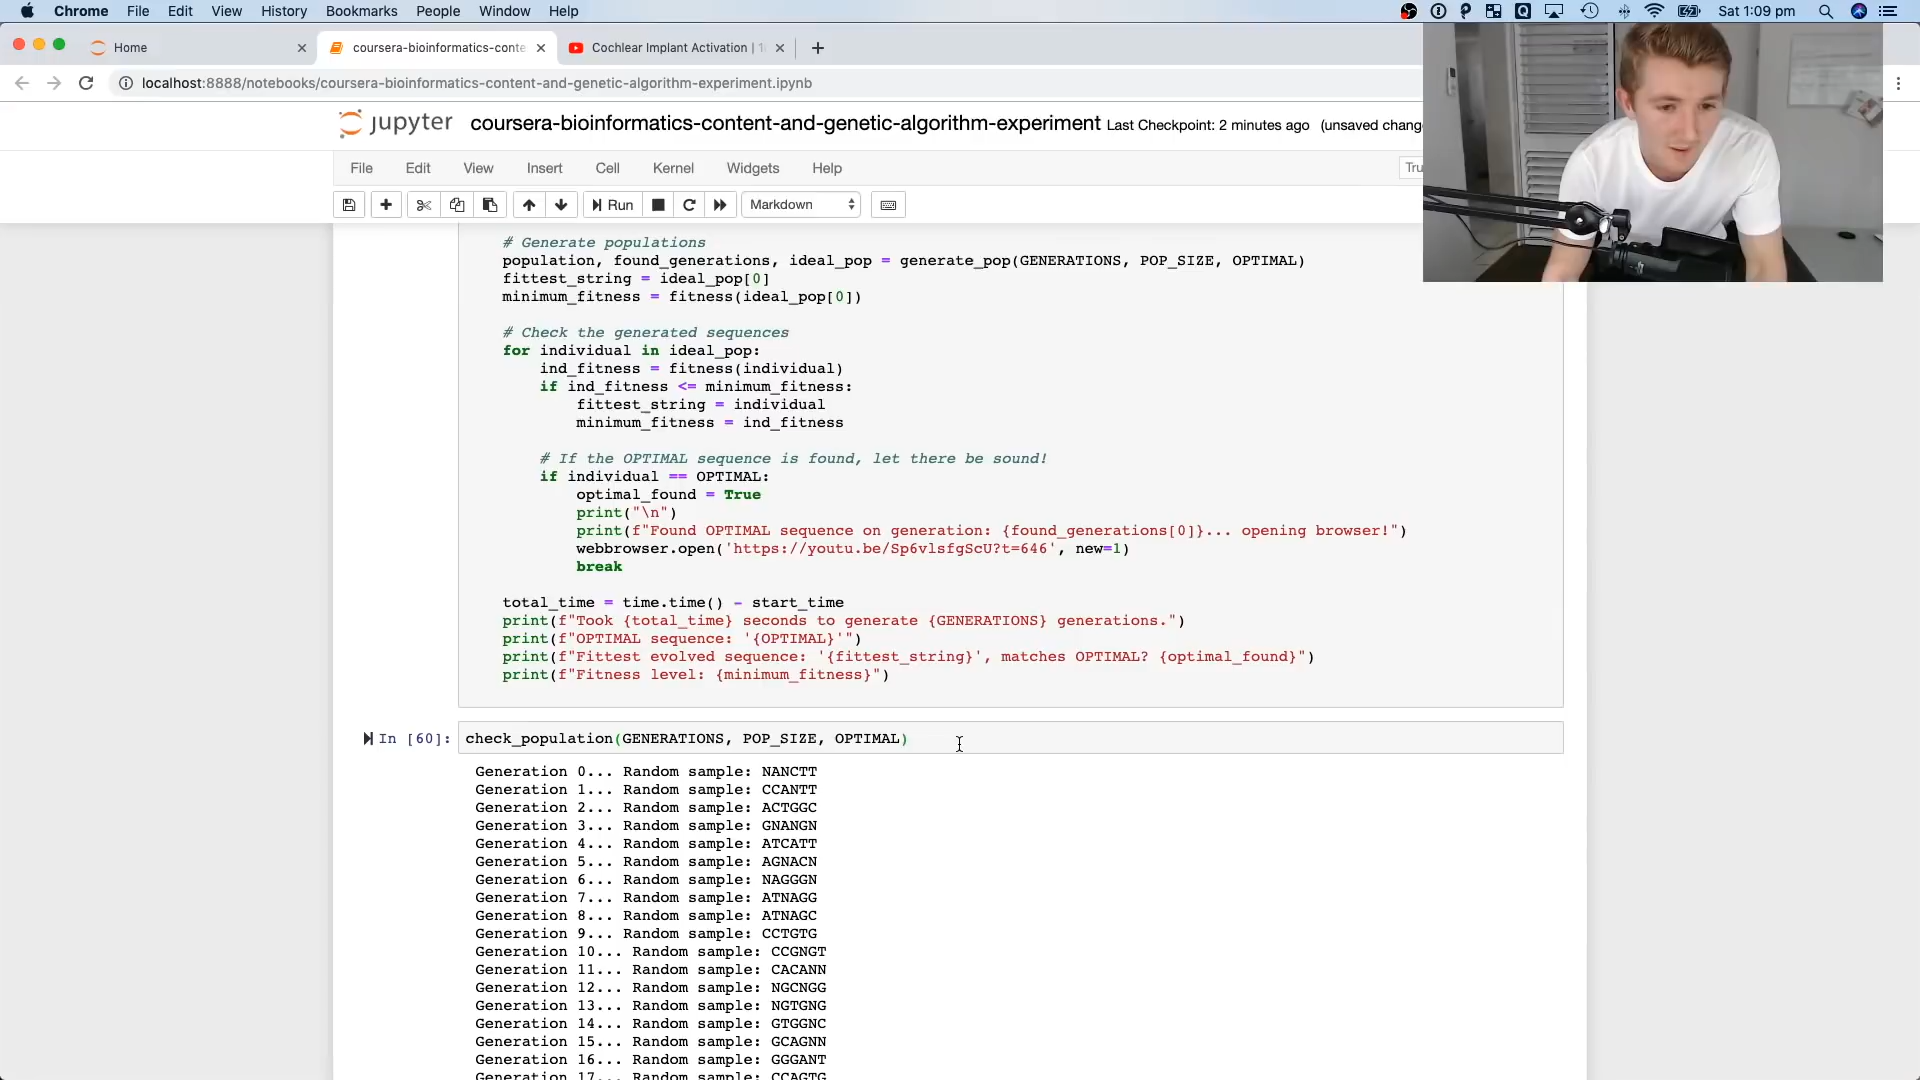 Chrome File Edit View History Bookmarks People Window Help Sat 1:09 pm
Home coursera-bioinformatics-conte Cochlear Implant Activation | 1
localhost:8888/notebooks/coursera-bioinformatics-content-and-genetic-algorithm-experiment.ipynb
jupyter coursera-bioinformatics-content-and-genetic-algorithm-experiment Last Checkpoint: 2 minutes ago (unsaved chang
File Edit View Insert Cell Kernel Widgets Help Tru
Run Markdown
# Generate populations
population, found_generations, ideal_pop = generate_pop(GENERATIONS, POP_SIZE, OPTIMAL)
fittest_string = ideal_pop[0]
minimum_fitness = fitness(ideal_pop[0])
# Check the generated sequences
for individual in ideal_pop:
ind_fitness = fitness(individual)
if ind_fitness <= minimum_fitness:
fittest_string = individual
minimum_fitness = ind_fitness
# If the OPTIMAL sequence is found, let there be sound!
if individual == OPTIMAL:
optimal_found = True
print("\n")
print(f"Found OPTIMAL sequence on generation: {found_generations[0]}... opening browser!")
webbrowser.open('https://youtu.be/Sp6vlsfgScU?t=646', new=1)
break
total_time = time.time() - start_time
print(f"Took {total_time} seconds to generate {GENERATIONS} generations.")
print(f"OPTIMAL sequence: '{OPTIMAL}'")
print(f"Fittest evolved sequence: '{fittest_string}', matches OPTIMAL? {optimal_found}")
print(f"Fitness level: {minimum_fitness}")
In [60]: check_population(GENERATIONS, POP_SIZE, OPTIMAL)
Generation 0... Random sample: NANCTT
Generation 1... Random sample: CCANTT
Generation 2... Random sample: ACTGGC
Generation 3... Random sample: GNANGN
Generation 4... Random sample: ATCATT
Generation 5... Random sample: AGNACN
Generation 6... Random sample: NAGGGN
Generation 7... Random sample: ATNAGG
Generation 8... Random sample: ATNAGC
Generation 9... Random sample: CCTGTG
Generation 10... Random sample: CCGNGT
Generation 11... Random sample: CACANN
Generation 12... Random sample: NGCNGG
Generation 13... Random sample: NGTGNG
Generation 14... Random sample: GTGGNC
Generation 15... Random sample: GCAGNN
Generation 16... Random sample: GGGANT
Generation 17... Random sample: CCAGTG